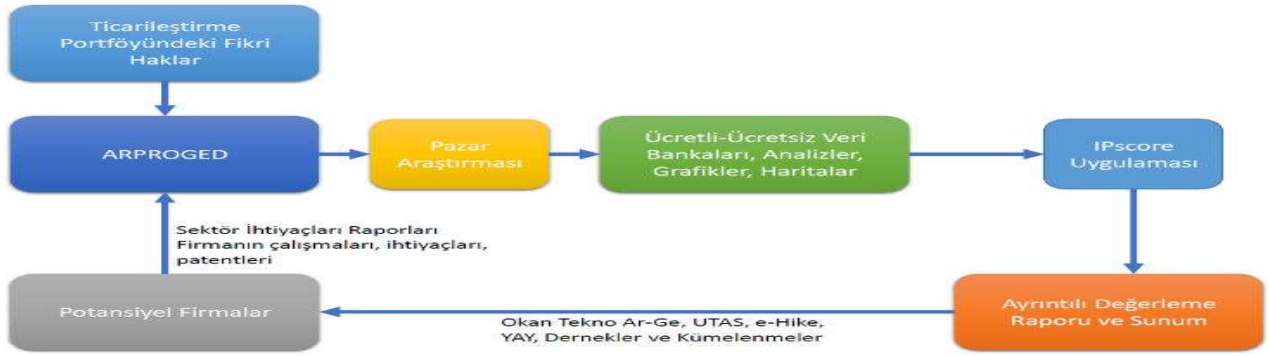 Ticarileştirme
Portföyündeki Fikri
Haklar
ARPROGED
Pazar
Araştırması
Ücretli-Ücretsiz Veri
Bankaları, Analizler,
Grafikler, Haritalar
IPscore
Uygulaması
Sektör İhtiyaçları Raporları
Firmanın çalışmaları, ihtiyaçları,
patentleri
Potansiyel Firmalar
Okan Tekno Ar-Ge, UTAS, e-Hike,
YAY, Dernekler ve Kümelenmeler
Ayrıntılı Değerleme
Raporu ve Sunum